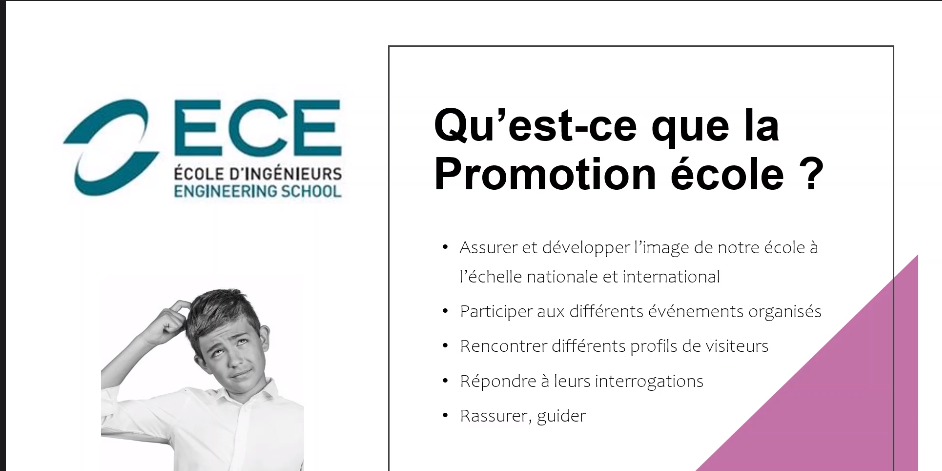 ECE
ÉCOLE D'INGÉNIEURS
ENGINEERING SCHOOL
Qu'est-ce que la
Promotion école ?
• Assurer et développer l'image de notre école à
l'échelle nationale et international
• Participer aux différents événements organisés
• Rencontrer différents profils de visiteurs
• Répondre à leurs interrogations
• Rassurer, guider